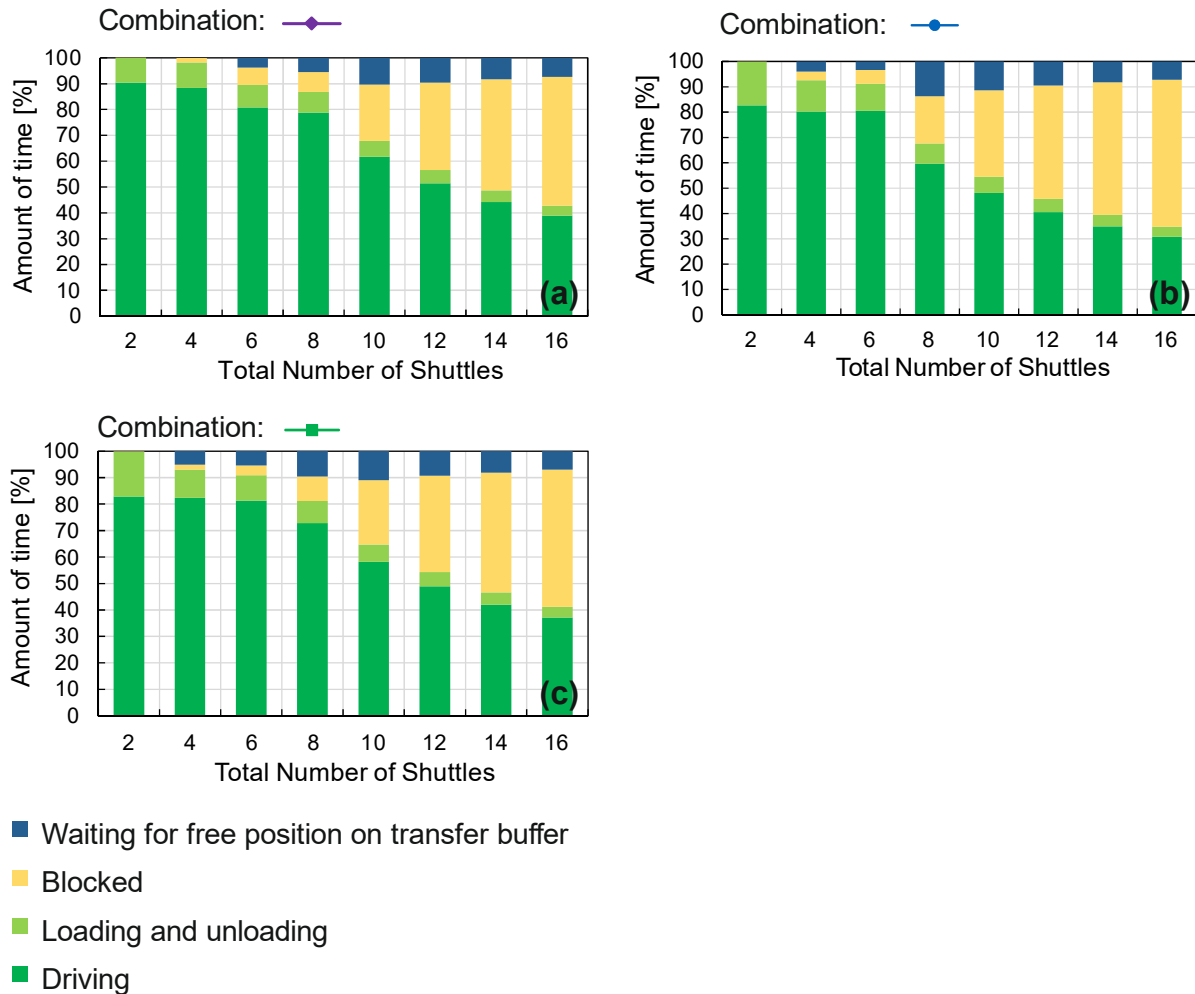 Combination:
Amount of time [%]
100
90
80
70
60
50
40
30
20
10
0
(a)
2 4 6 8 10 12 14 16
Total Number of Shuttles
Combination:
Amount of time [%]
100
90
80
70
60
50
40
30
20
10
0
(b)
2 4 6 8 10 12 14 16
Total Number of Shuttles
Combination:
Amount of time [%]
100
90
80
70
60
50
40
30
20
10
0
(c)
2 4 6 8 10 12 14 16
Total Number of Shuttles
Waiting for free position on transfer buffer
Blocked
Loading and unloading
Driving